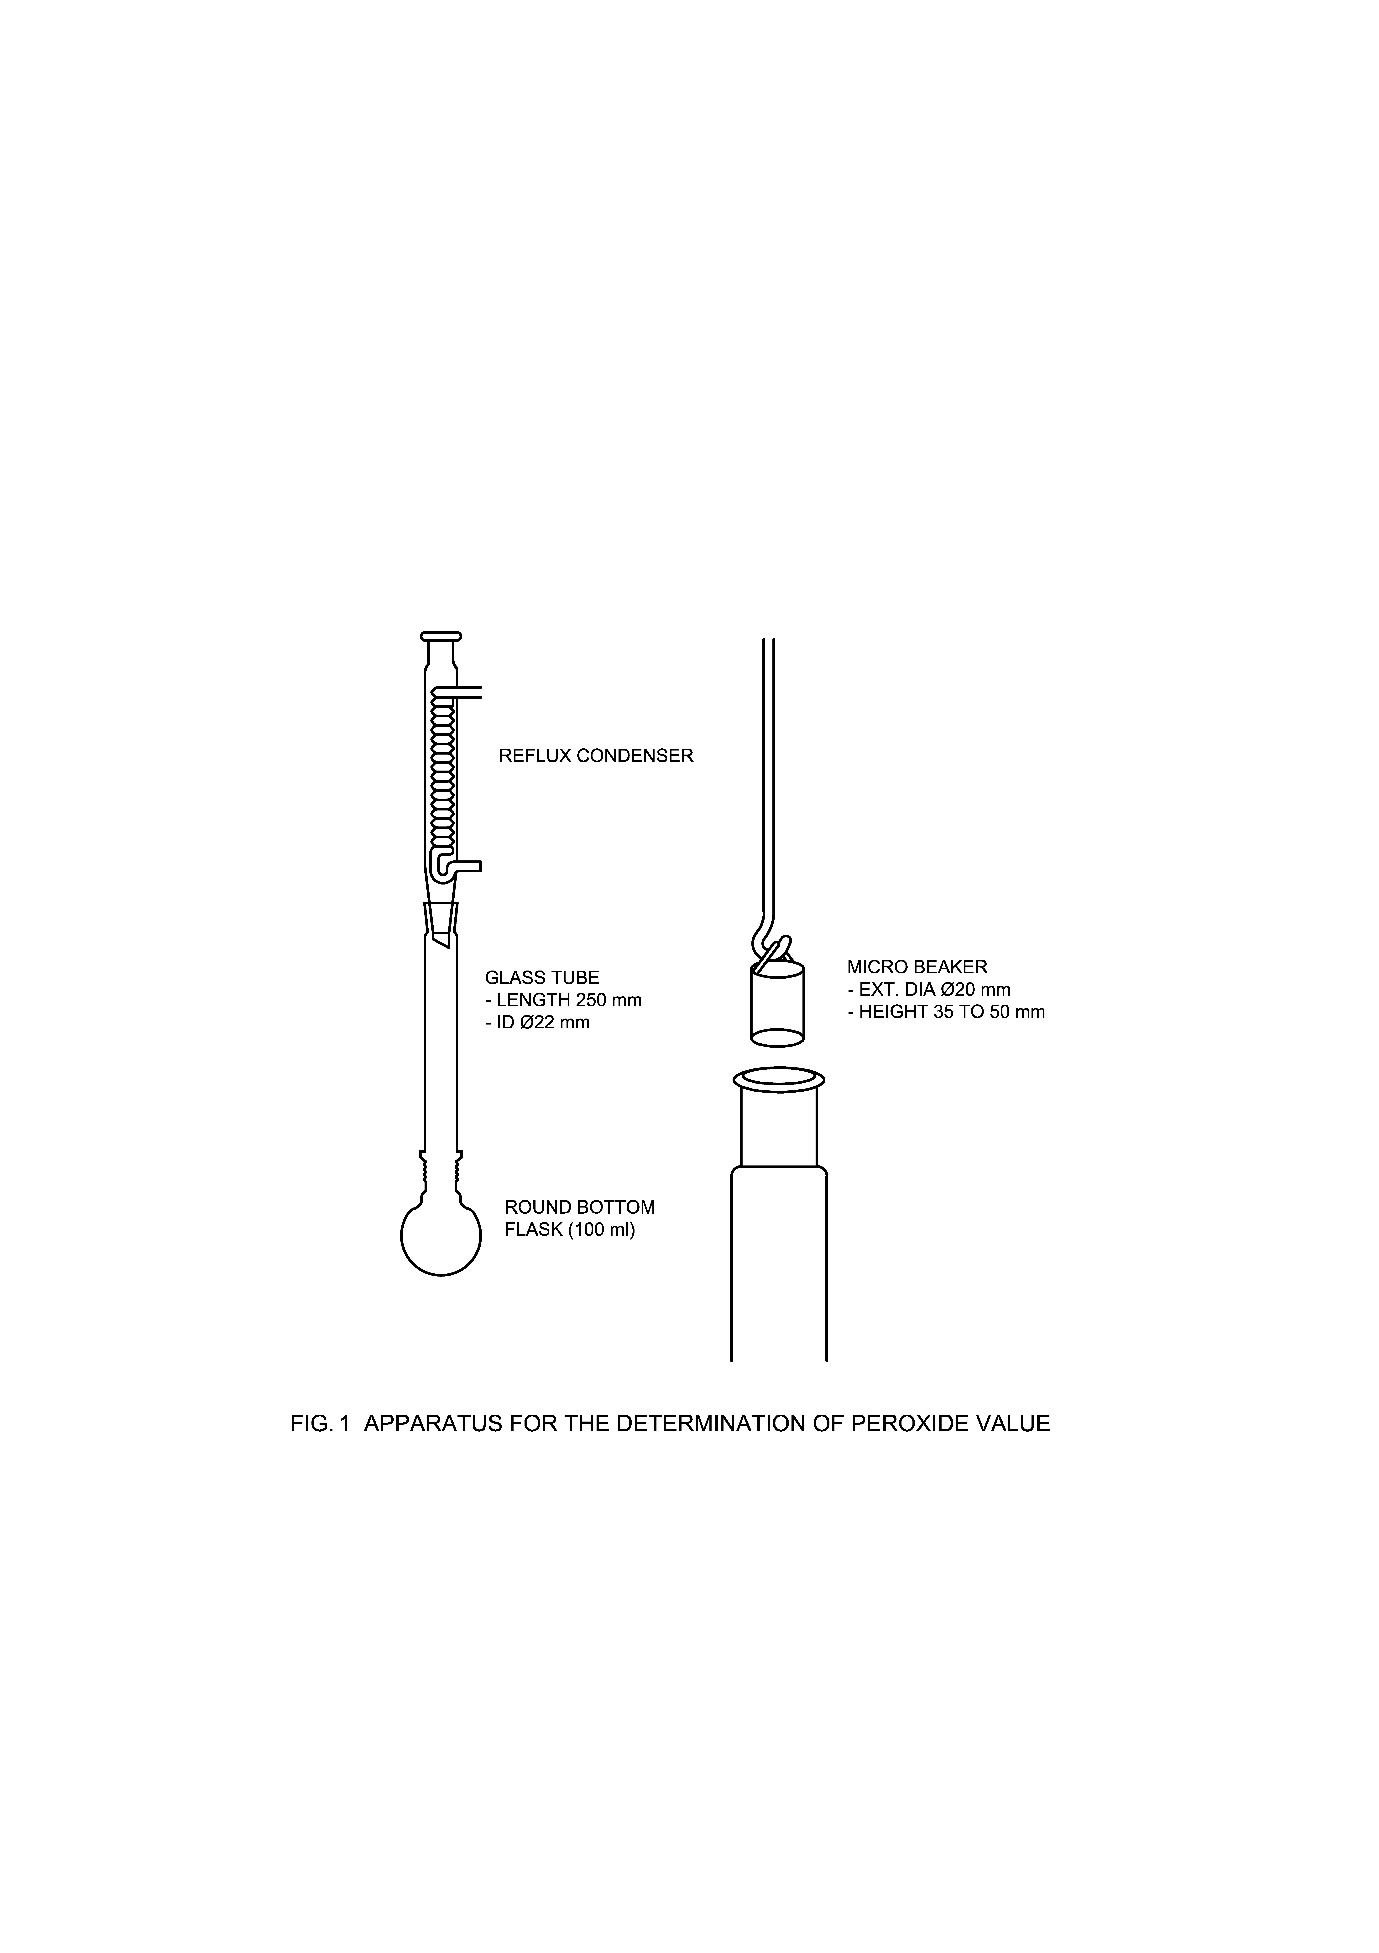 REFLUX CONDENSER
GLASS TUBE
- LENGTH 250 mm
- ID Ø22 mm
MICRO BEAKER
- EXT. DIA Ø20 mm
- HEIGHT 35 TO 50 mm
ROUND BOTTOM
FLASK (100 ml)
FIG. 1 APPARATUS FOR THE DETERMINATION OF PEROXIDE VALUE